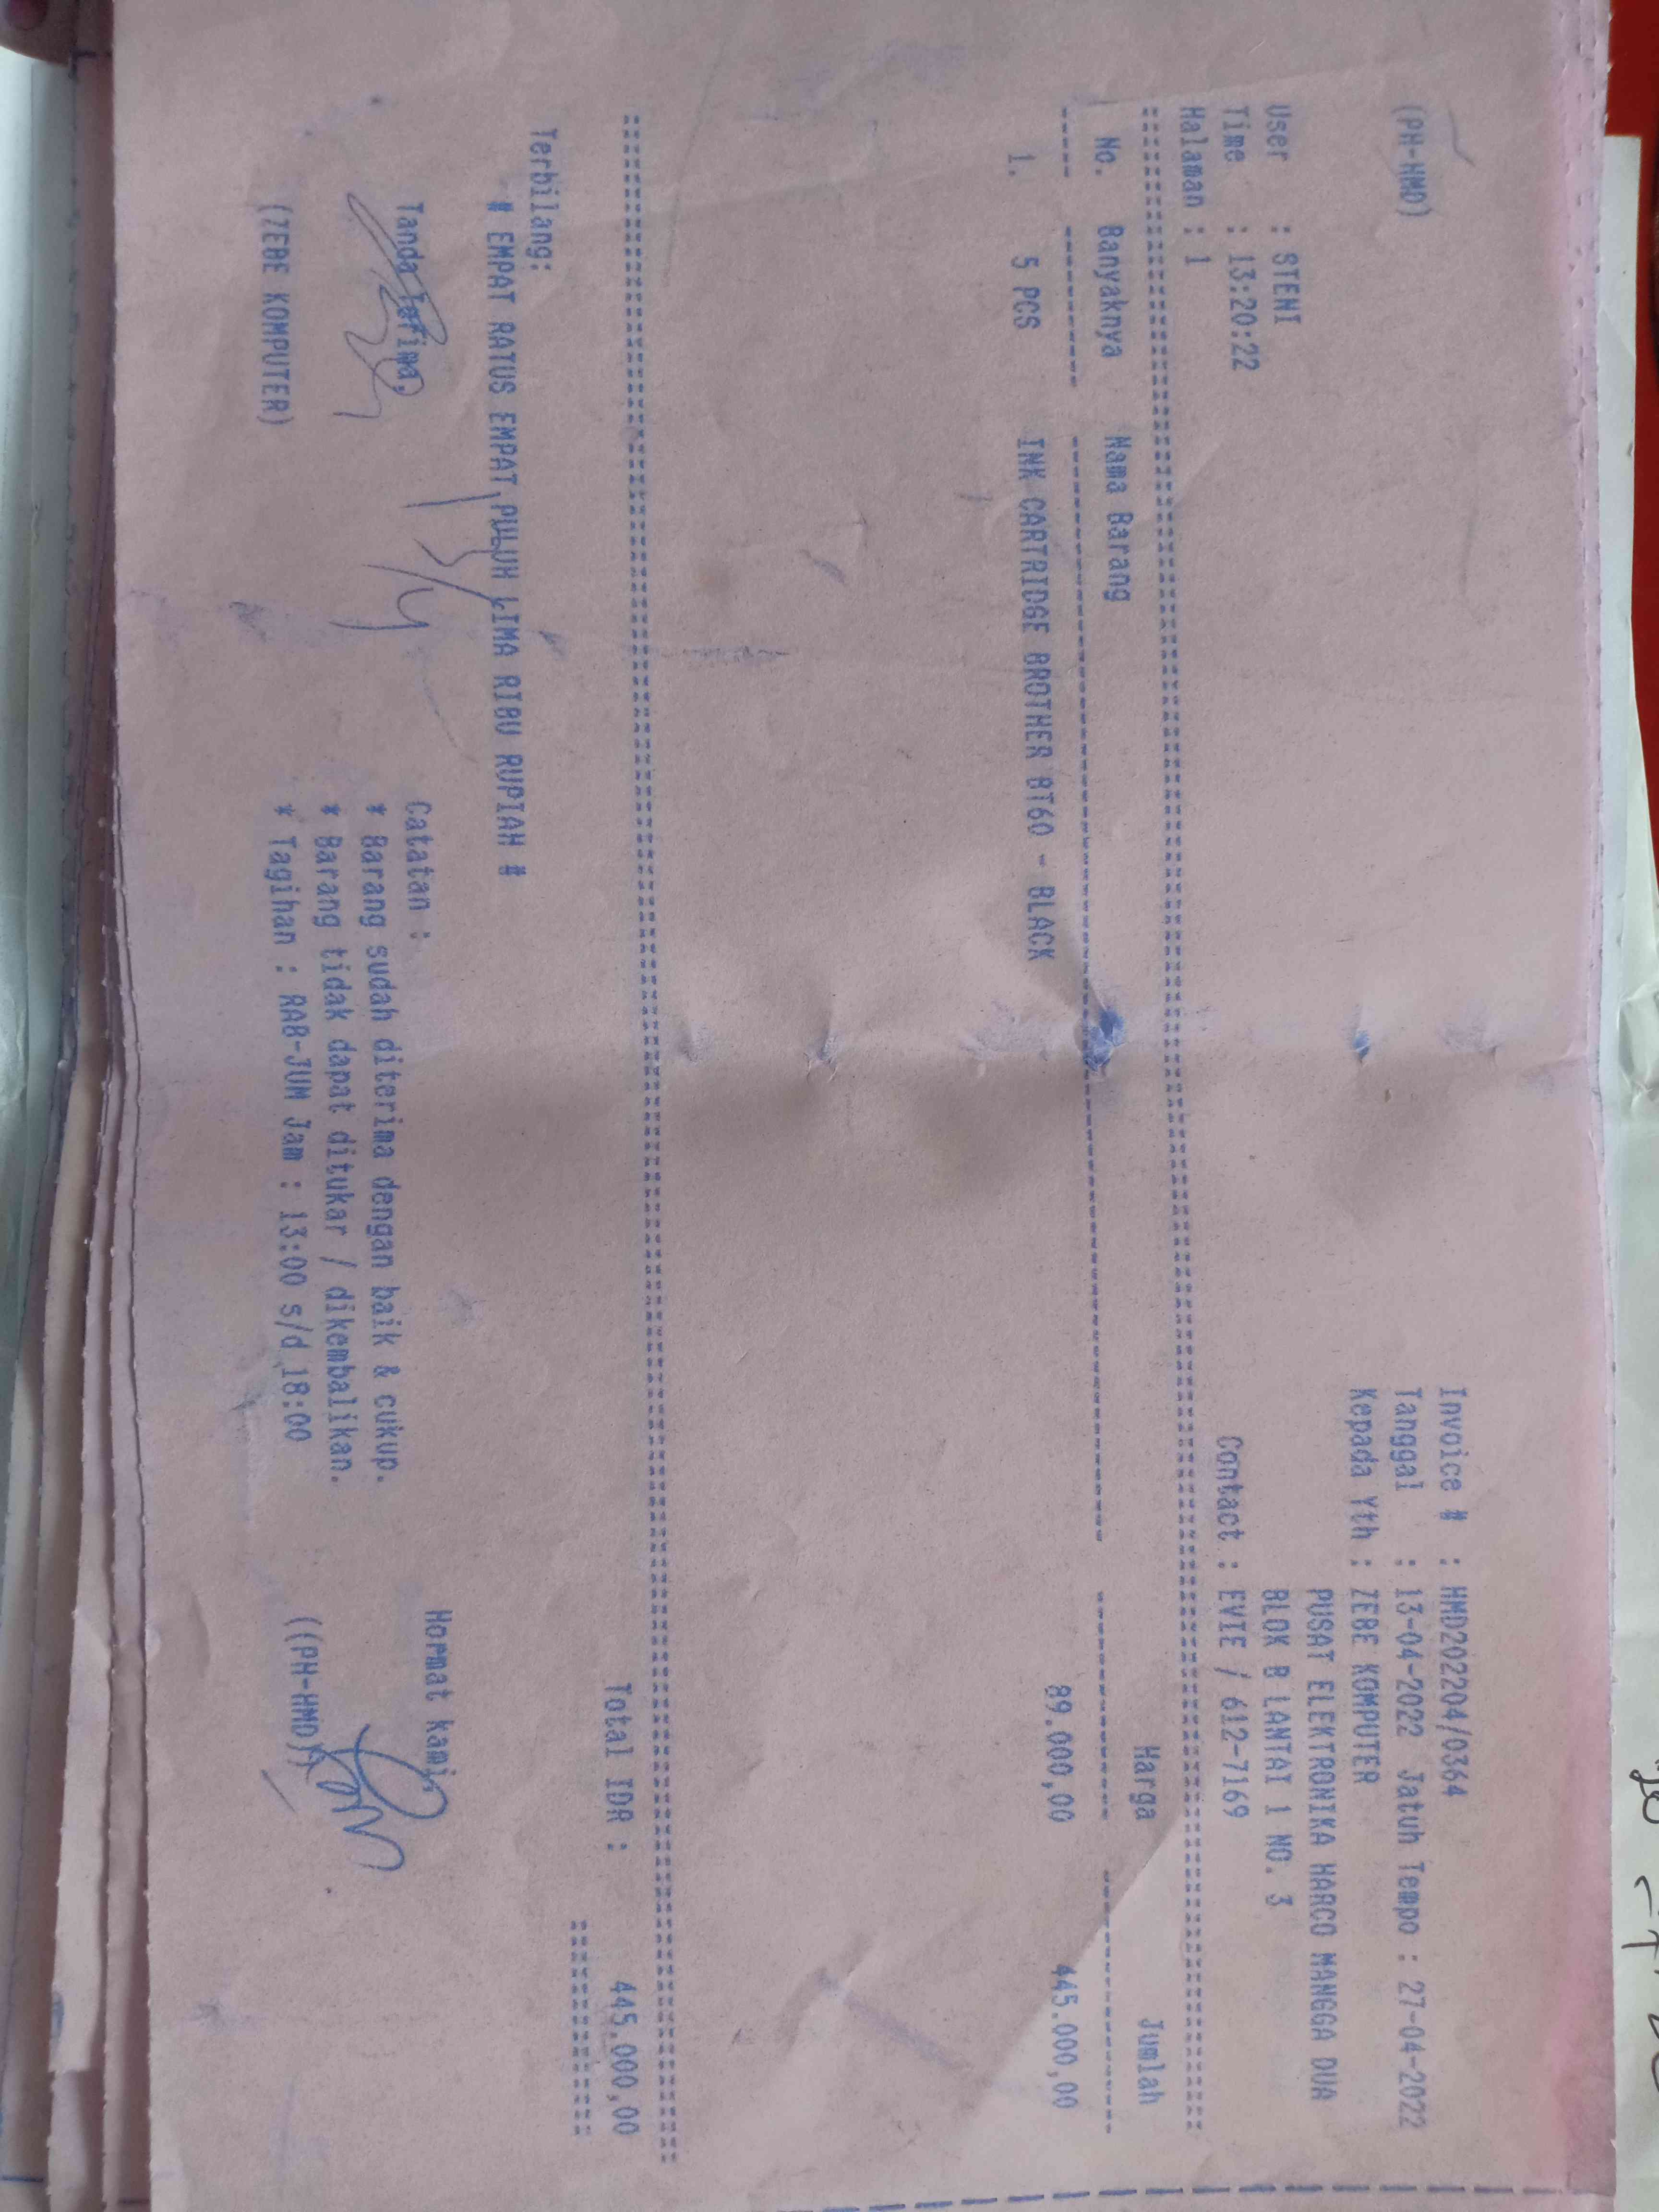 (PH-HMD)
Invoice # : HMD202204/0364
Tanggal : 13-04-2022 Jatuh Tempo : 27-04-2022
Kepada Yth : ZEBE KOMPUTER
PUSAT ELEKTRONIKA HARCO MANGGA DUA
BLOK B LANTAI 1 NO. 3
Contact : EVIE / 612-7169
User : STENI
Time : 13:20:22
Halaman : 1
No. Banyaknya Nama Barang Harga Jumlah
1. 5 PCS INK CARTRIDGE BROTHER BT60 - BLACK 89.000,00 445.000,00
Total IDR : 445.000,00
Terbilang:
# EMPAT RATUS EMPAT PULUH LIMA RIBU RUPIAH #
Tanda Terima,
13/4
(ZEBE KOMPUTER)
Catatan :
* Barang sudah diterima dengan baik & cukup.
* Barang tidak dapat ditukar / dikembalikan.
* Tagihan : RAB-JUM Jam : 13:00 s/d 18:00
Hormat kami,
((PH-HMD))